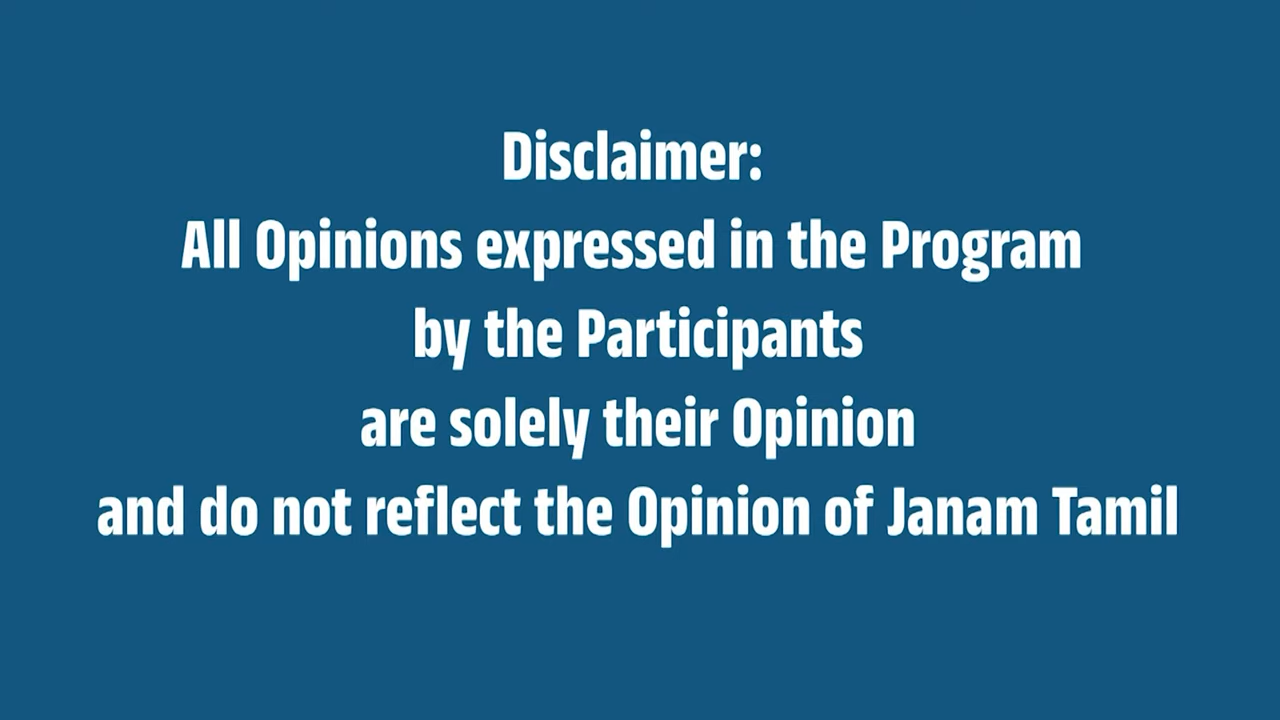 Disclaimer:
All Opinions expressed in the Program
by the Participants
are solely their Opinion
and do not reflect the Opinion of Janam Tamil